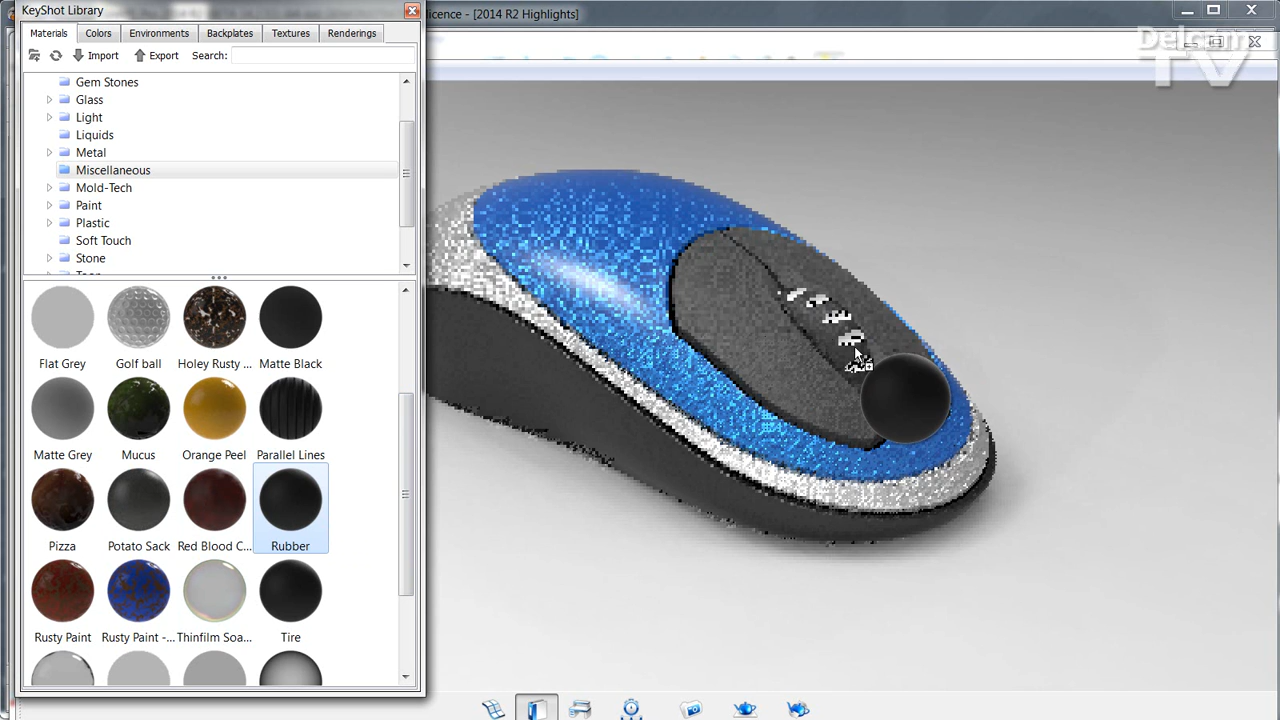 KeyShot Library
icence - [2014 R2 Highlights]
Materials Colors Environments Backplates Textures Renderings
Import Export Search:
Delcam
TV
Gem Stones
Glass
Light
Liquids
Metal
Miscellaneous
Mold-Tech
Paint
Plastic
Soft Touch
Stone
Flat Grey Golf ball Holey Rusty ... Matte Black
Matte Grey Mucus Orange Peel Parallel Lines
Pizza Potato Sack Red Blood C... Rubber
Rusty Paint Rusty Paint -... Thinfilm Soa... Tire